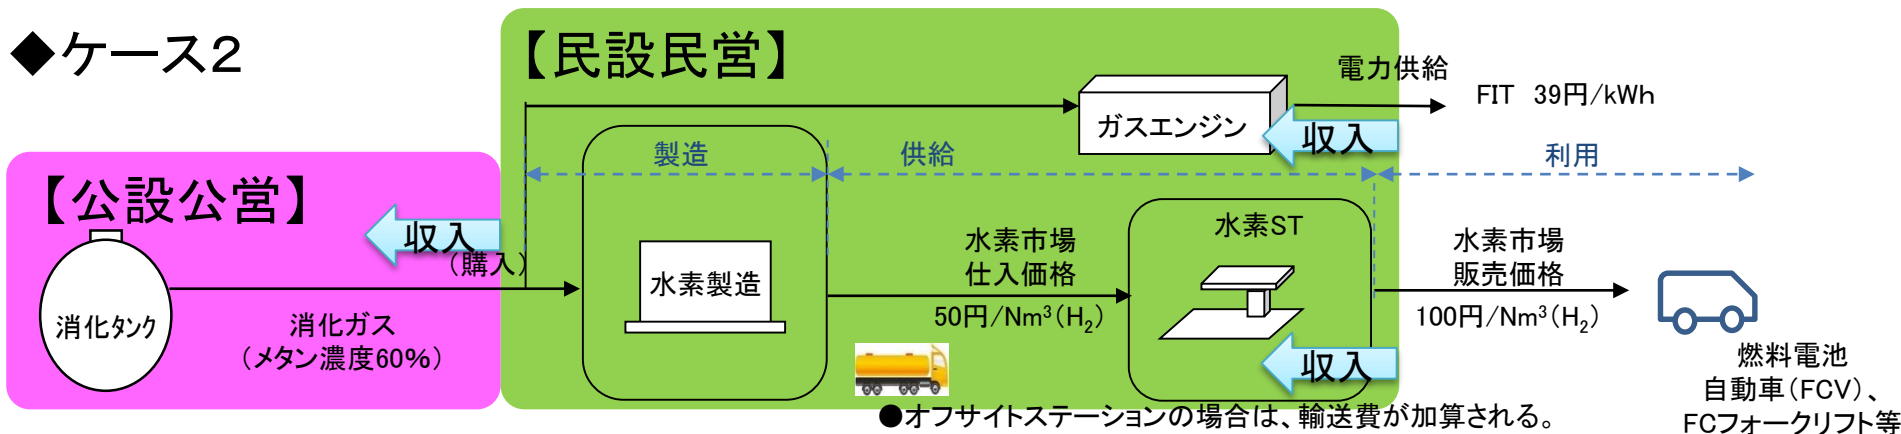 ◆ケース2
【民設民営】
電力供給
FIT 39円/kWh
ガスエンジン
収入
製造
供給
利用
【公設公営】
収入
(購入)
水素ST
水素市場
仕入価格
50円/Nm³(H₂)
水素市場
販売価格
100円/Nm³(H₂)
水素製造
消化タンク
消化ガス
(メタン濃度60%)
収入
燃料電池
自動車(FCV)、
FCフォークリフト等
●オフサイトステーションの場合は、輸送費が加算される。